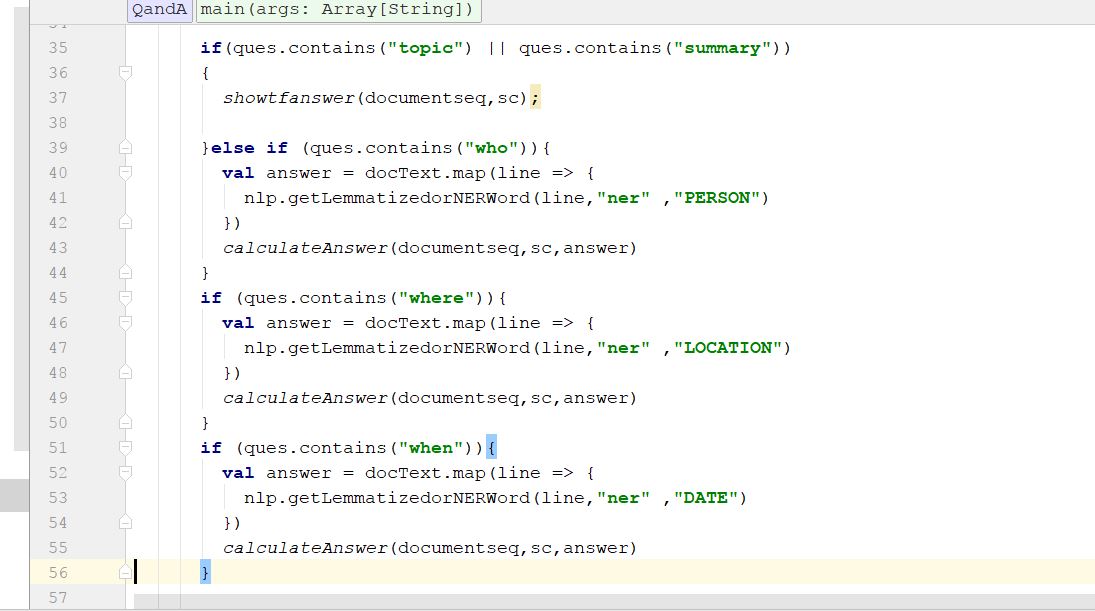 QandA main(args: Array[String])
35 if(ques.contains("topic") || ques.contains("summary"))
36 {
37 showtfanswer(documentseq,sc);
38
39 }else if (ques.contains("who")){
40 val answer = docText.map(line => {
41 nlp.getLemmatizedorNERWord(line,"ner" ,"PERSON")
42 })
43 calculateAnswer(documentseq,sc,answer)
44 }
45 if (ques.contains("where")){
46 val answer = docText.map(line => {
47 nlp.getLemmatizedorNERWord(line,"ner" ,"LOCATION")
48 })
49 calculateAnswer(documentseq,sc,answer)
50 }
51 if (ques.contains("when")){
52 val answer = docText.map(line => {
53 nlp.getLemmatizedorNERWord(line,"ner" ,"DATE")
54 })
55 calculateAnswer(documentseq,sc,answer)
56 }
57